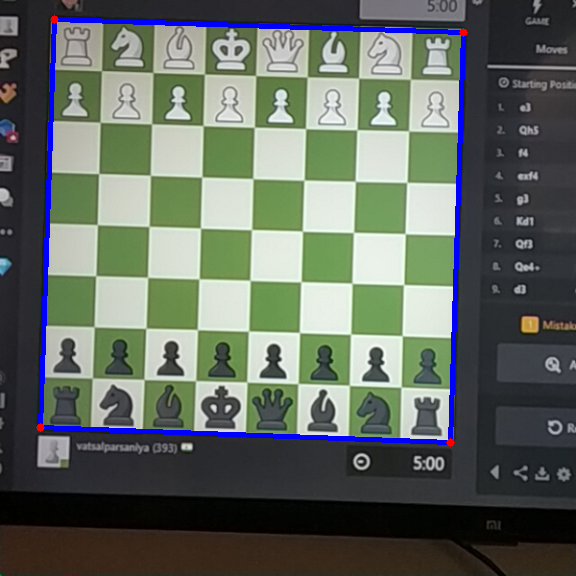 5:00
GAME
Moves
Starting Position
1. e3
2. Qh5
3. f4
4. exf4
5. g3
6. Kd1
7. Qf3
8. Qe4+
9. d3
vatsalparsaniya (393)
5:00
mi